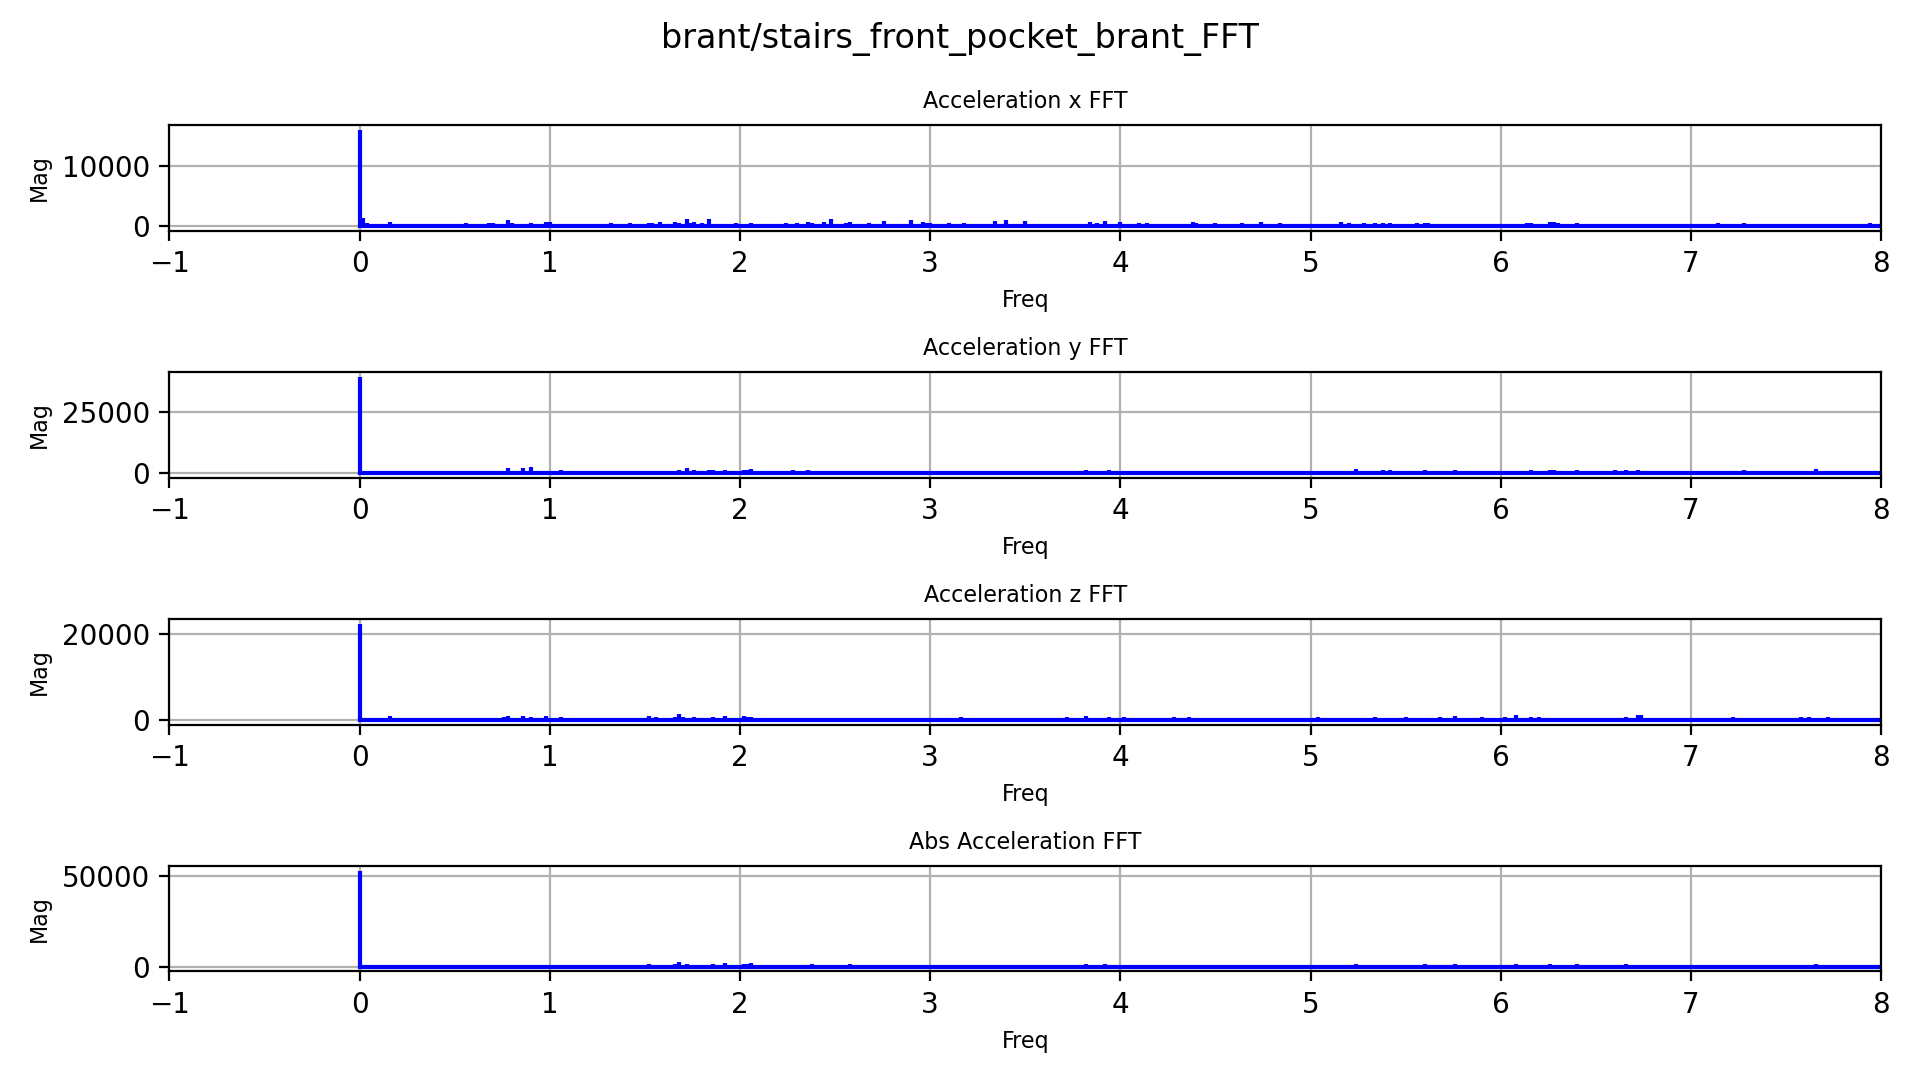 brant/stairs_front_pocket_brant_FFT
Acceleration x FFT
Mag
10000
0
−1 0 1 2 3 4 5 6 7 8
Freq
Acceleration y FFT
Mag
25000
0
−1 0 1 2 3 4 5 6 7 8
Freq
Acceleration z FFT
Mag
20000
0
−1 0 1 2 3 4 5 6 7 8
Freq
Abs Acceleration FFT
Mag
50000
0
−1 0 1 2 3 4 5 6 7 8
Freq